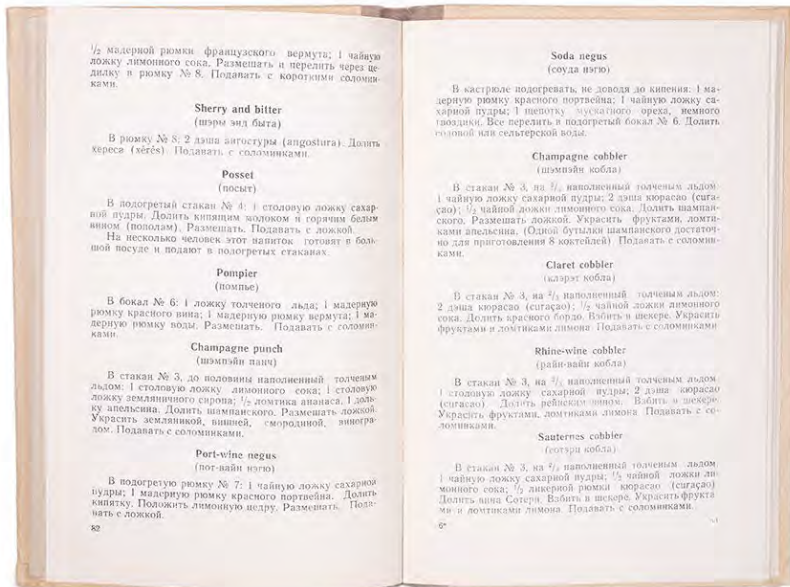 1/2 мадерной рюмки французского вермута; 1 чайную
ложку лимонного сока. Размешать и перелить через це-
дилку в рюмку № 8. Подавать с короткими соломин-
ками.
Sherry and bitter
(шэры энд быта)
В рюмку № 8: 2 дэша ангостуры (angostura). Долить
хереса (xérès). Подавать с соломинками.
Posset
(посыт)
В подогретый стакан № 4: 1 столовую ложку сахар-
ной пудры. Долить кипящим молоком и горячим белым
вином (пополам). Размешать. Подавать с ложкой.
На несколько человек этот напиток готовят в боль-
шой посуде и подают в подогретых стаканах.
Pompier
(помпье)
В бокал № 6: 1 ложку толченого льда; 1 мадерную
рюмку красного вина; 1 мадерную рюмку вермута; 1 ма-
дерную рюмку воды. Размешать. Подавать с соломин-
ками.
Champagne punch
(шэмпэйн панч)
В стакан № 3, до половины наполненный толченым
льдом: 1 столовую ложку лимонного сока; 1 столовую
ложку земляничного сиропа; 1/2 ломтика ананаса, 1 доль-
ку апельсина. Долить шампанского. Размешать ложкой.
Украсить земляникой, вишней, смородиной, виногра-
дом. Подавать с соломинками.
Port-wine negus
(пот-вайн нэгю)
В подогретую рюмку № 7: 1 чайную ложку сахарной
пудры; 1 мадерную рюмку красного портвейна. Долить
кипятку. Положить лимонную цедру. Размешать. Пода-
вать с ложкой.
82
Soda negus
(соуда нэгю)
В кастрюле подогревать, не доводя до кипения: 1 ма-
дерную рюмку красного портвейна; 1 чайную ложку са-
харной пудры; 1 щепотку мускатного ореха, немного
гвоздики. Все перелить в подогретый бокал № 6. Долить
содовой или сельтерской воды.
Champagne cobbler
(шэмпэйн кобла)
В стакан № 3, на 2/3 наполненный толченым льдом:
1 чайную ложку сахарной пудры; 2 дэша кюрасао (cura-
çao); 1/2 чайной ложки лимонного сока. Долить шампан-
ского. Размешать ложкой. Украсить фруктами, ломти-
ками апельсина. (Одной бутылки шампанского достаточ-
но для приготовления 8 коктейлей) Подавать с соломин-
ками.
Claret cobbler
(клэрэт кобла)
В стакан № 3, на 2/3 наполненный толченым льдом:
2 дэша кюрасао (curaçao); 1/2 чайной ложки лимонного
сока. Долить красного бордо. Взбить в шекере. Украсить
фруктами и ломтиками лимона. Подавать с соломинками
Rhine-wine cobbler
(райн-вайн кобла)
В стакан № 3, на 2/3 наполненный толченым льдом
1 столовую ложку сахарной пудры; 2 дэша кюрасао
(curacao) Долить рейнским вином. Взбить в шекере.
Украсить фруктами, ломтиками лимона Подавать с со-
ломинками.
Sauternes cobbler
(сотэрн кобла)
В стакан № 3, на 2/3 наполненный толченым льдом
1 чайную ложку сахарной пудры; 1/2 чайной ложки ли-
монного сока; 1/2 ликерной рюмки кюрасао (curaçao)
Долить вина Сотерн. Взбить в шекере. Украсить фрукта
ми и ломтиками лимона. Подавать с соломинками.
6*